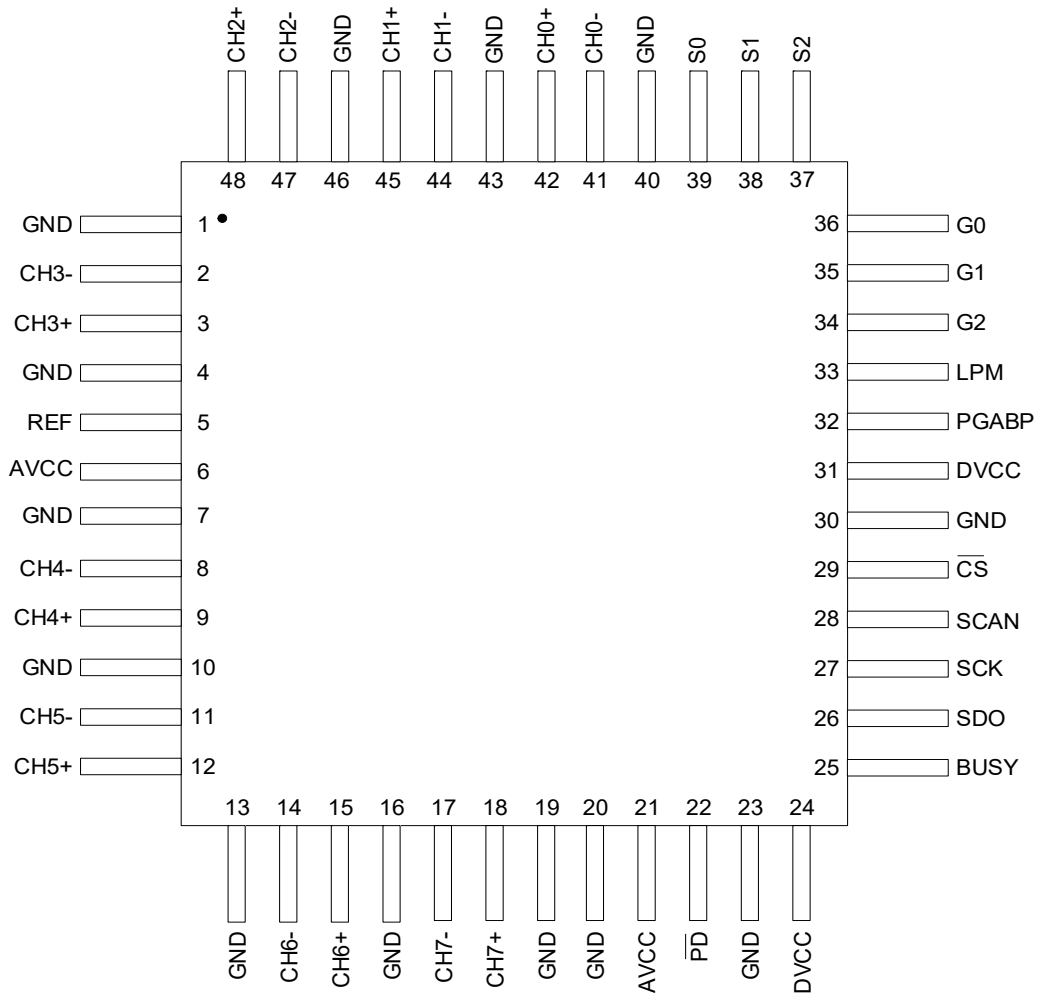 CH2+ CH2- GND CH1+ CH1- GND CH0+ CH0- GND S0 S1 S2
48 47 46 45 44 43 42 41 40 39 38 37
GND 1 36 G0
CH3- 2 35 G1
CH3+ 3 34 G2
GND 4 33 LPM
REF 5 32 PGABP
AVCC 6 31 DVCC
GND 7 30 GND
CH4- 8 29 C̅S̅
CH4+ 9 28 SCAN
GND 10 27 SCK
CH5- 11 26 SDO
CH5+ 12 25 BUSY
13 14 15 16 17 18 19 20 21 22 23 24
GND CH6- CH6+ GND CH7- CH7+ GND GND AVCC P̅D̅ GND DVCC